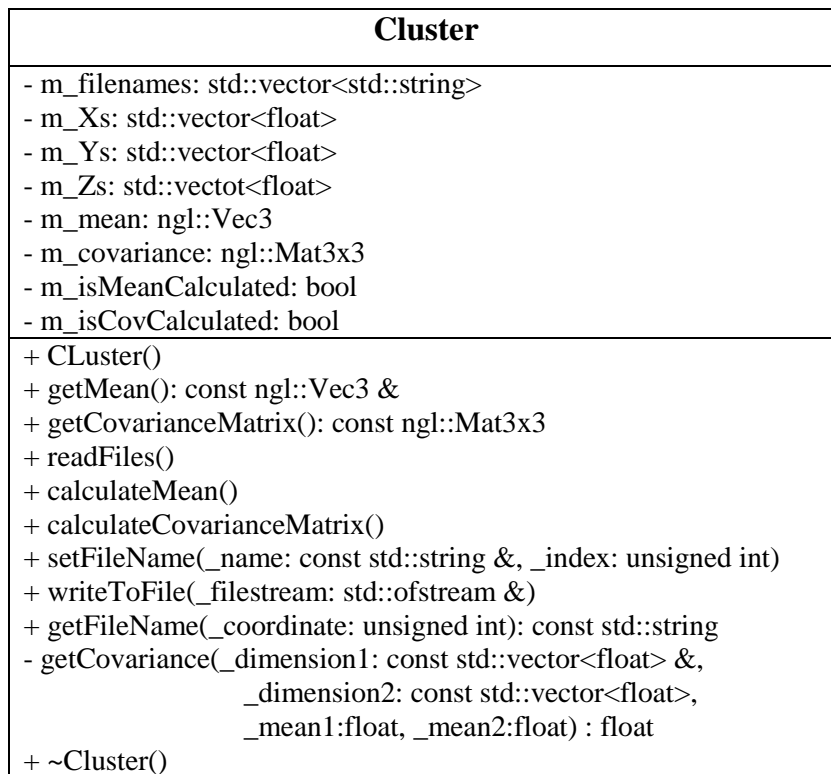 Cluster
- m_filenames: std::vector<std::string>
- m_Xs: std::vector<float>
- m_Ys: std::vector<float>
- m_Zs: std::vectot<float>
- m_mean: ngl::Vec3
- m_covariance: ngl::Mat3x3
- m_isMeanCalculated: bool
- m_isCovCalculated: bool
+ CLuster()
+ getMean(): const ngl::Vec3 &
+ getCovarianceMatrix(): const ngl::Mat3x3
+ readFiles()
+ calculateMean()
+ calculateCovarianceMatrix()
+ setFileName(_name: const std::string &, _index: unsigned int)
+ writeToFile(_filestream: std::ofstream &)
+ getFileName(_coordinate: unsigned int): const std::string
- getCovariance(_dimension1: const std::vector<float> &,
_dimension2: const std::vector<float>,
_mean1:float, _mean2:float) : float
+ ~Cluster()